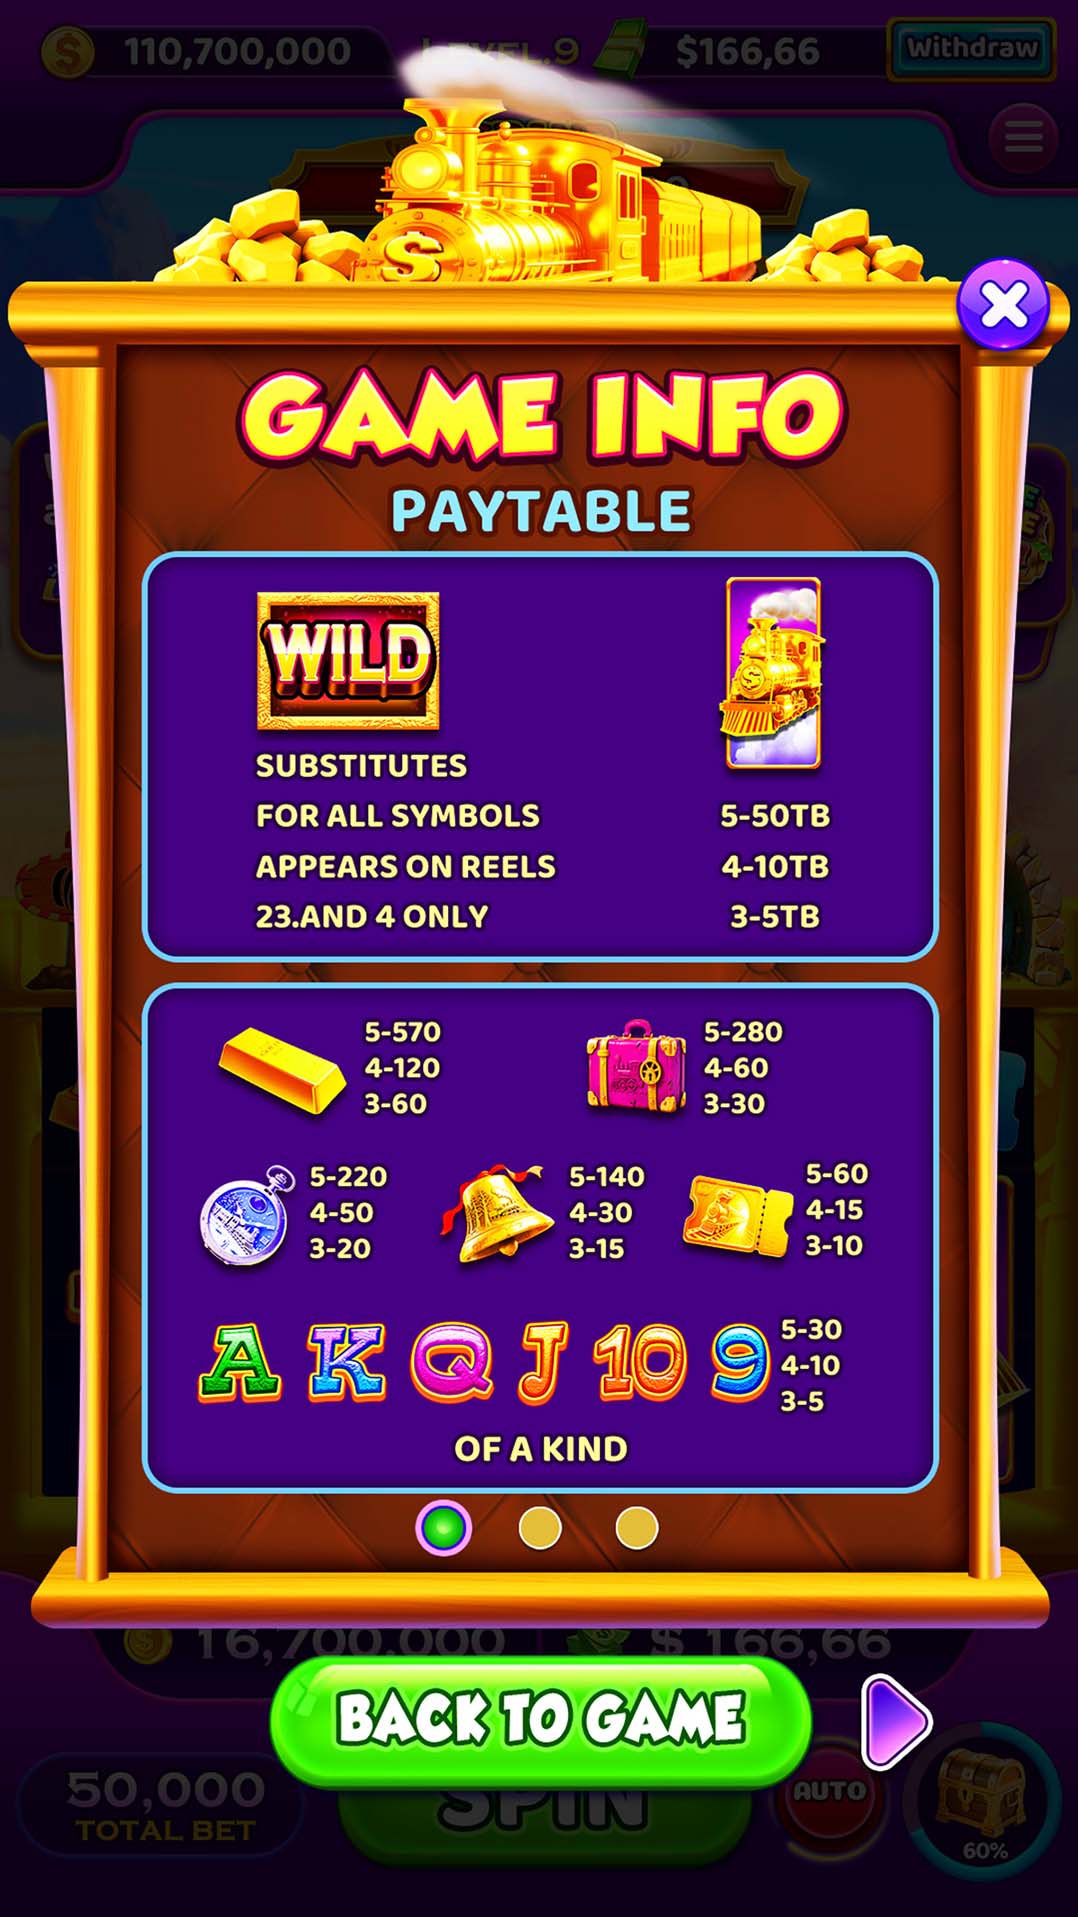 110,700,000
LEVEL.9
$166,66
Withdraw
$
GAME INFO
PAYTABLE
WILD
SUBSTITUTES
FOR ALL SYMBOLS
APPEARS ON REELS
23.AND 4 ONLY
5-50TB
4-10TB
3-5TB
5-570
4-120
3-60
5-280
4-60
3-30
5-220
4-50
3-20
5-140
4-30
3-15
5-60
4-15
3-10
A K Q J 10 9
5-30
4-10
3-5
OF A KIND
16,700,000
$ 166,66
BACK TO GAME
50,000
TOTAL BET
SPIN
AUTO
60%